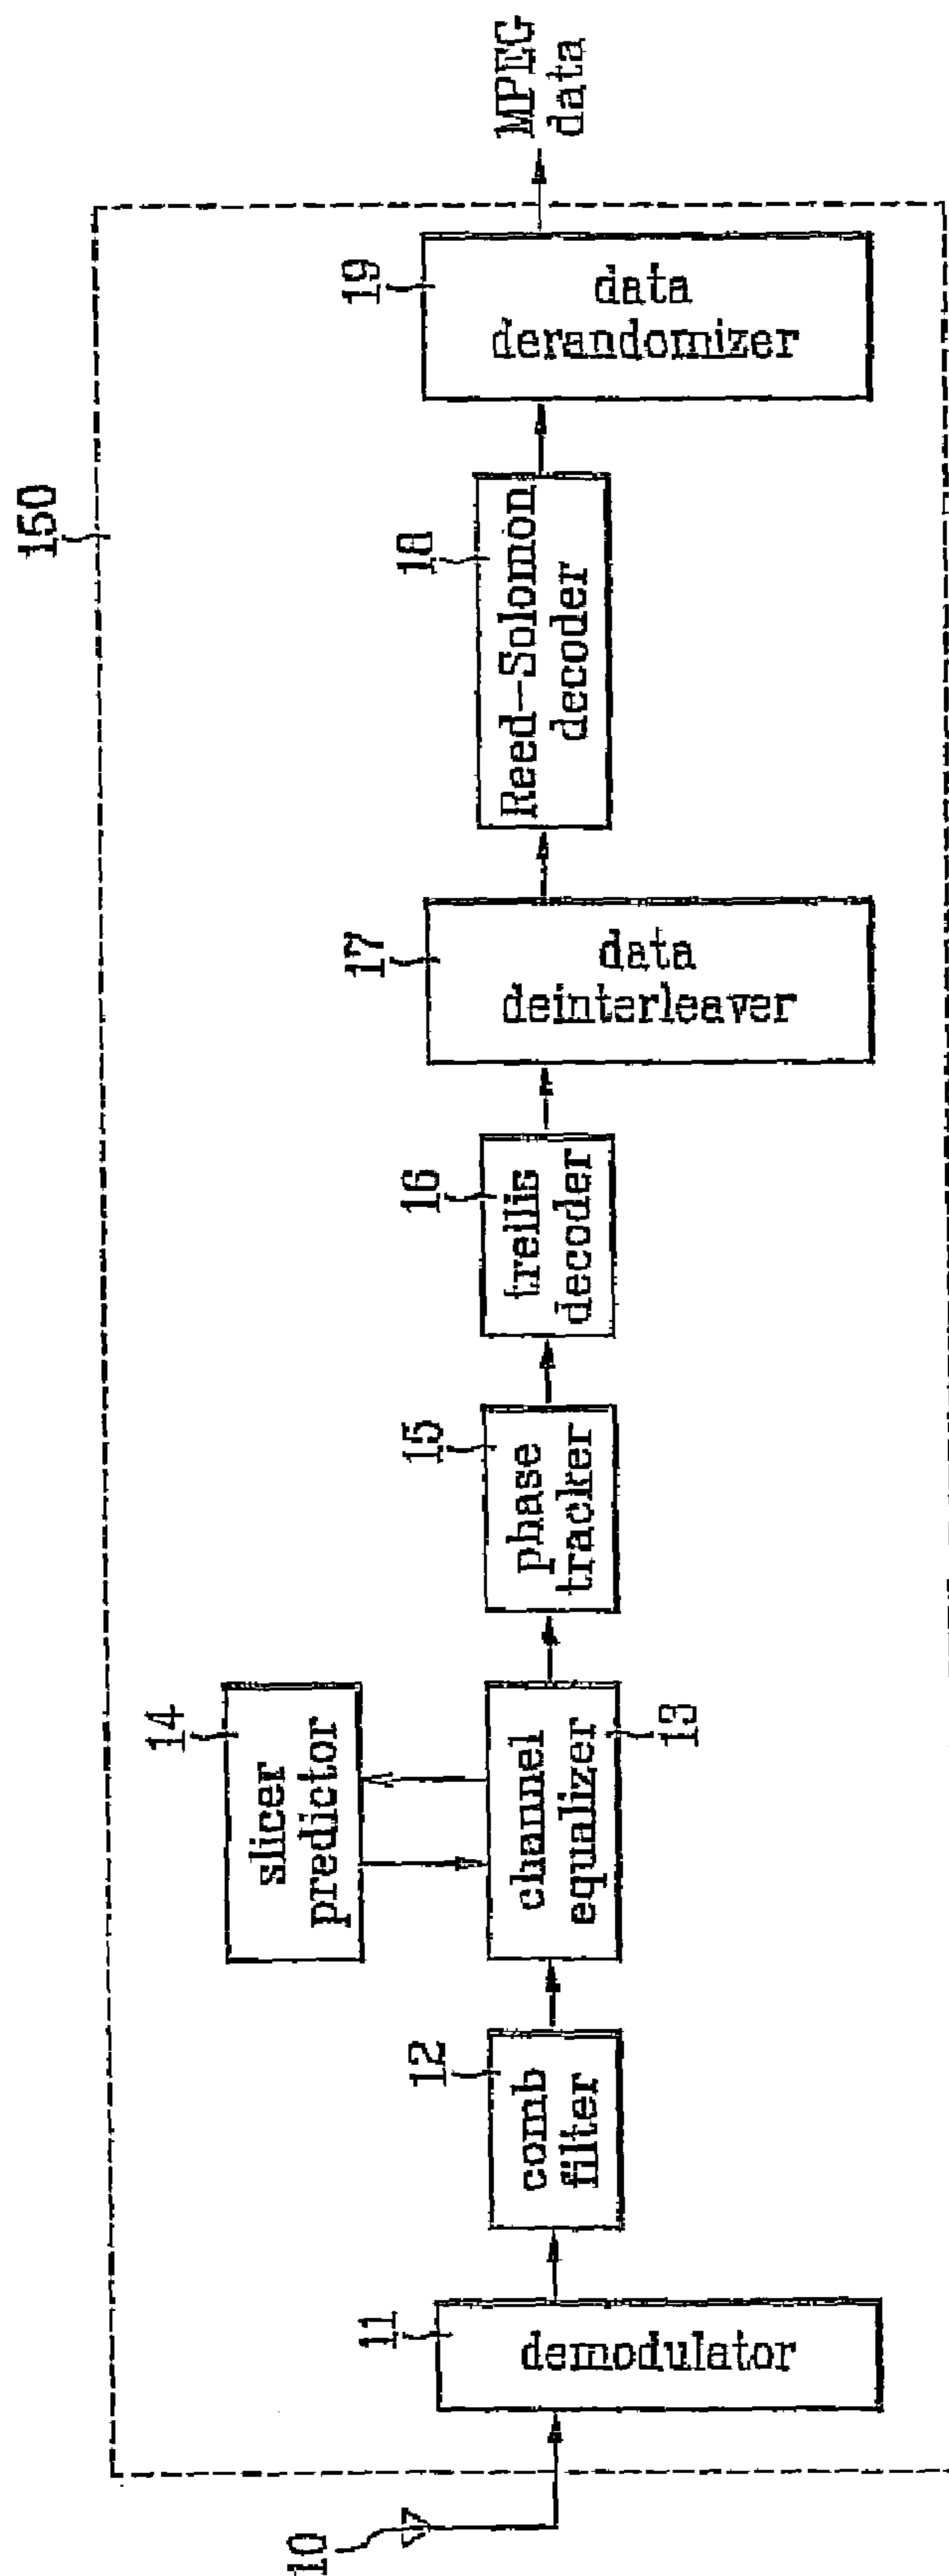 150
10
11
demodulator
12
comb
filter
14
slicer
predictor
channel
equalizer
13
15
phase
tracker
16
trellis
decoder
17
data
deinterleaver
18
Reed-Solomon
decoder
19
data
derandomizer
MPEG
data